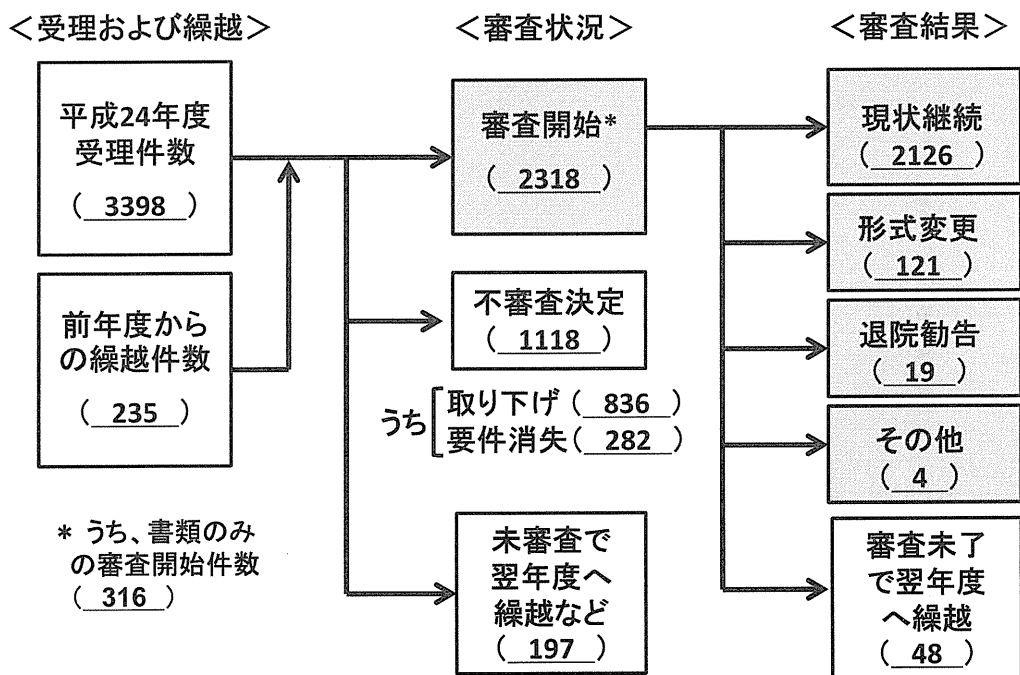 ＜受理および繰越＞
平成24年度
受理件数
(　3398　)
前年度から
の繰越件数
(　235　)
* うち、書類のみ
の審査開始件数
(　316　)
＜審査状況＞
審査開始*
(　2318　)
不審査決定
(　1118　)
うち
取り下げ (　836　)
要件消失 (　282　)
未審査で
翌年度へ
繰越など
(　197　)
＜審査結果＞
現状継続
(　2126　)
形式変更
(　121　)
退院勧告
(　19　)
その他
(　4　)
審査未了
で翌年度
へ繰越
(　48　)